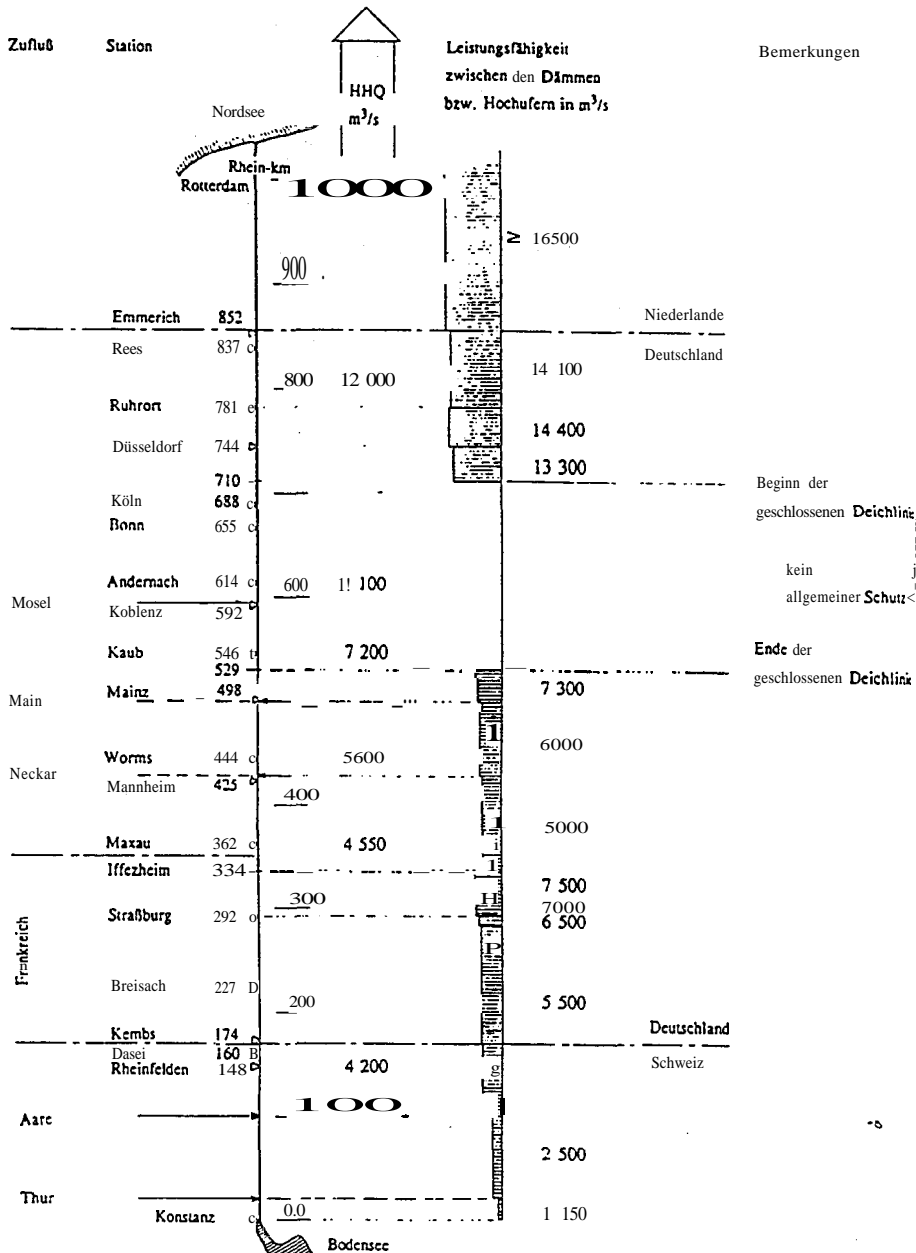 Zufluß Station Leistungsfähigkeit Bemerkungen
zwischen den Dämmen
HHQ bzw. Hochufern in m³/s
m³/s
Nordsee
Rhein-km
Rotterdam 1000
≥ 16500
900
Emmerich 852 Niederlande
Rees 837 Deutschland
800 12 000 14 100
Ruhrort 781
14 400
Düsseldorf 744
13 300
710 Beginn der
Köln 688 geschlossenen Deichlinie
Bonn 655
kein
Andernach 614 600 1! 100
allgemeiner Schutz
Mosel
Koblenz 592
Kaub 546 7 200 Ende der
529 geschlossenen Deichlinie
Main Mainz 498 7 300
6000
Worms 444 5600
Neckar
Mannheim 425
400
5000
Maxau 362 4 550
Iffezheim 334
7 500
300 7000
Straßburg 292 6 500
Frankreich
Breisach 227
200 5 500
Kembs 174 Deutschland
Dasei 160
Rheinfelden 148 4 200 Schweiz
100
Aare
2 500
Thur
Konstanz 0.0 1 150
Bodensee